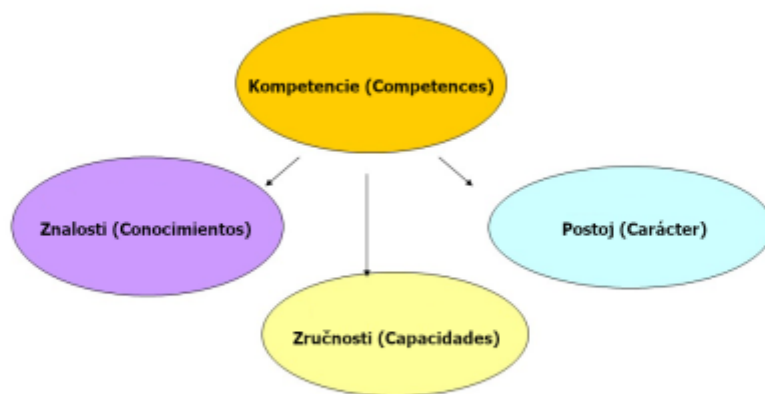 Kompetencie (Competences)
Znalosti (Conocimientos)
Postoj (Carácter)
Zručnosti (Capacidades)